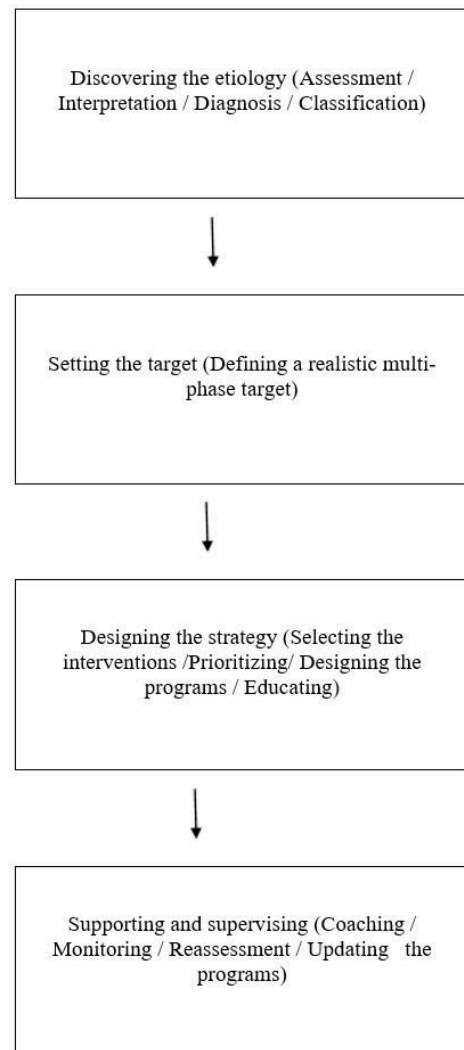 Discovering the etiology (Assessment /
Interpretation / Diagnosis / Classification)
Setting the target (Defining a realistic multi-
phase target)
Designing the strategy (Selecting the
interventions /Prioritizing/ Designing the
programs / Educating)
Supporting and supervising (Coaching /
Monitoring / Reassessment / Updating   the
programs)